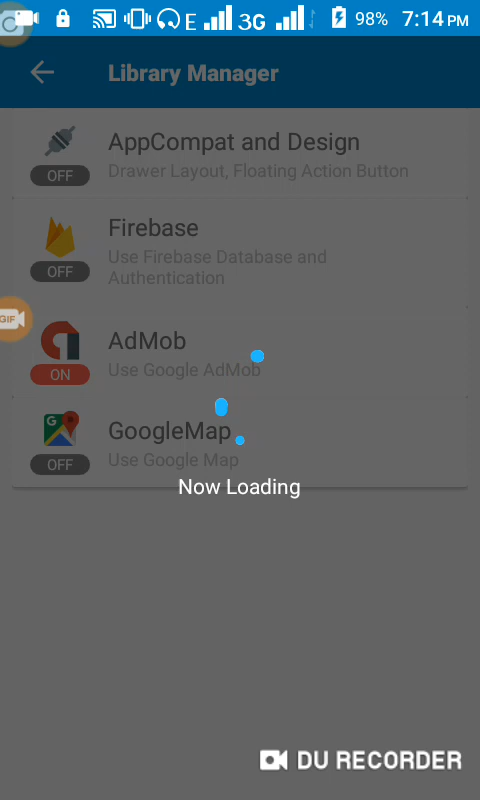 E 3G 98% 7:14 PM
Library Manager
AppCompat and Design
OFF
Drawer Layout, Floating Action Button
Firebase
Use Firebase Database and
OFF
Authentication
GIF
AdMob
ON
Use Google AdMob
G
GoogleMap
OFF
Use Google Map
Now Loading
DU RECORDER